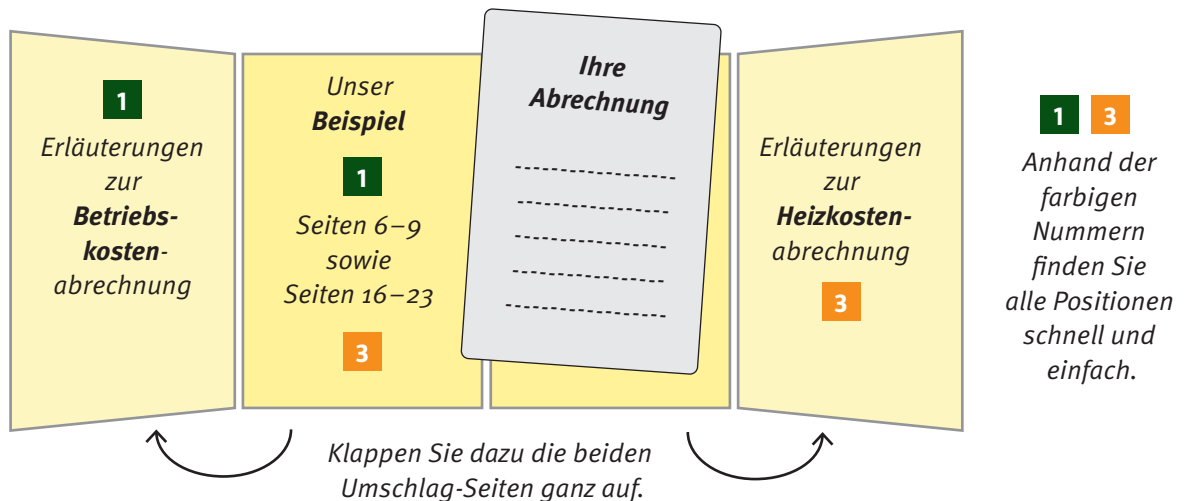 1
Erläuterungen
zur
Betriebs-
kosten-
abrechnung
Unser
Beispiel
1
Seiten 6–9
sowie
Seiten 16–23
3
Ihre
Abrechnung
Erläuterungen
zur
Heizkosten-
abrechnung
3
1 3
Anhand der
farbigen
Nummern
finden Sie
alle Positionen
schnell und
einfach.
Klappen Sie dazu die beiden
Umschlag-Seiten ganz auf.